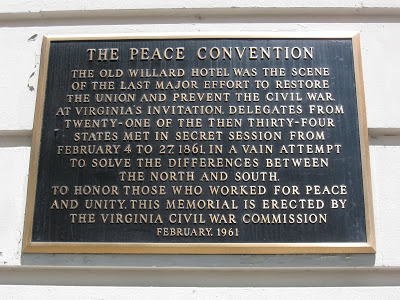 THE PEACE CONVENTION
THE OLD WILLARD HOTEL WAS THE SCENE
OF THE LAST MAJOR EFFORT TO RESTORE
THE UNION AND PREVENT THE CIVIL WAR.
AT VIRGINIA'S INVITATION, DELEGATES FROM
TWENTY-ONE OF THE THEN THIRTY-FOUR
STATES MET IN SECRET SESSION FROM
FEBRUARY 4 TO 27, 1861, IN A VAIN ATTEMPT
TO SOLVE THE DIFFERENCES BETWEEN
THE NORTH AND SOUTH.
TO HONOR THOSE WHO WORKED FOR PEACE
AND UNITY, THIS MEMORIAL IS ERECTED BY
THE VIRGINIA CIVIL WAR COMMISSION
FEBRUARY, 1961